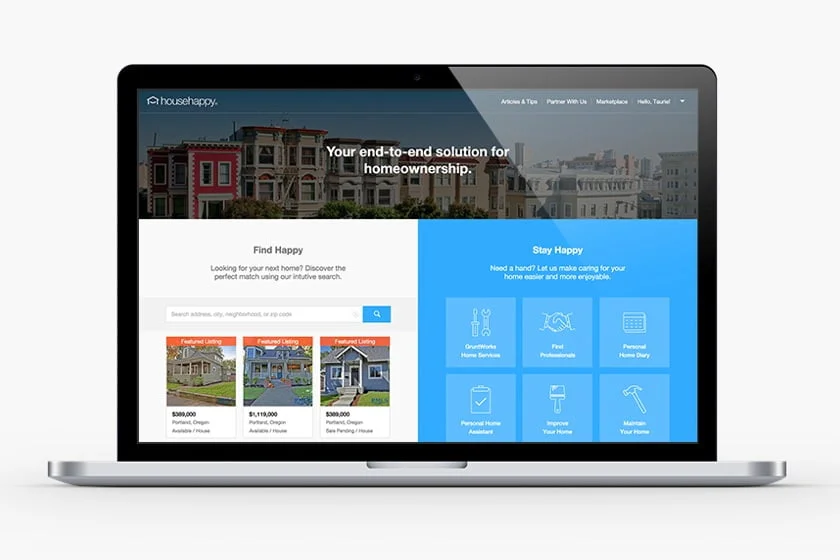 househappy
Articles & Tips
Partner With Us
Marketplace
Hello, Taurie!
Your end-to-end solution for
homeownership.
Find Happy
Looking for your next home? Discover the
perfect match using our intutive search.
Search address, city, neighborhood, or zip code
Featured Listing
Featured Listing
Featured Listing
$389,000
Portland, Oregon
Available / House
$1,119,000
Portland, Oregon
Available / House
$389,000
Portland, Oregon
Sale Pending / House
Stay Happy
Need a hand? Let us make caring for your
home easier and more enjoyable.
GruntWorks
Home Services
Find
Professionals
Personal
Home Diary
Personal Home
Assistant
Improve
Your Home
Maintain
Your Home